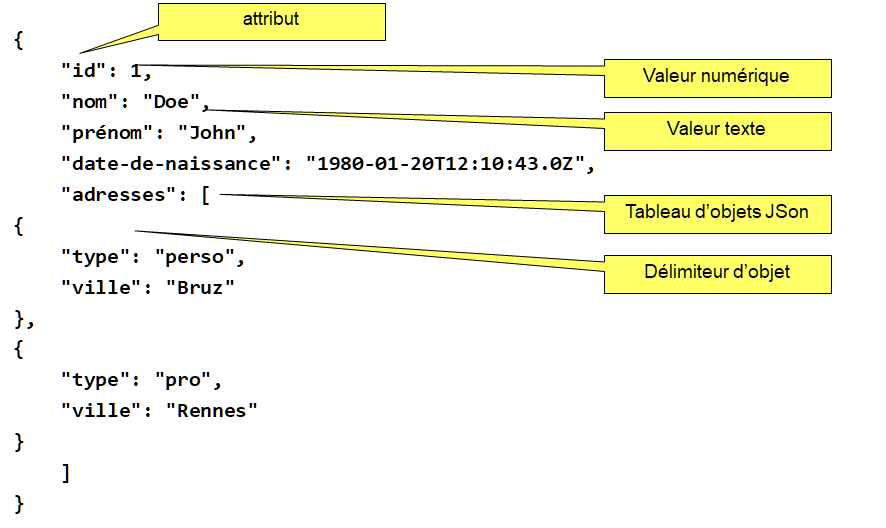 attribut
{
"id": 1,
Valeur numérique
"nom": "Doe",
Valeur texte
"prénom": "John",
"date-de-naissance": "1980-01-20T12:10:43.0Z",
"adresses": [
Tableau d'objets JSon
{
"type": "perso",
Délimiteur d'objet
"ville": "Bruz"
},
{
"type": "pro",
"ville": "Rennes"
}
]
}